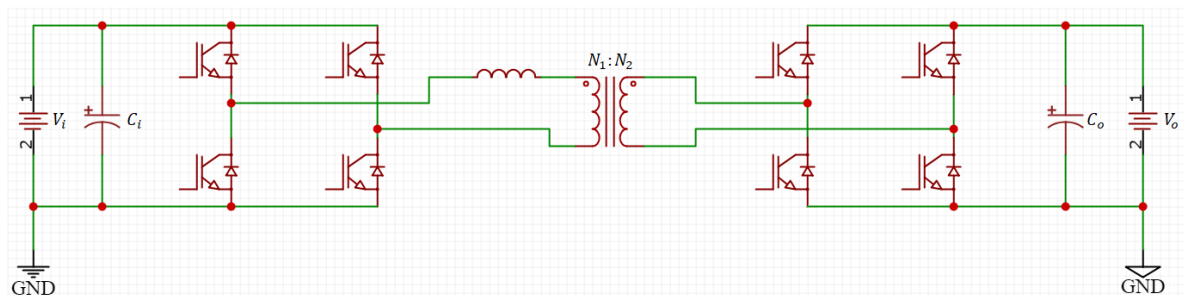 N₁:N₂
1
+
Vᵢ
Cᵢ
2
1
+
Cₒ
Vₒ
2
GND
GND